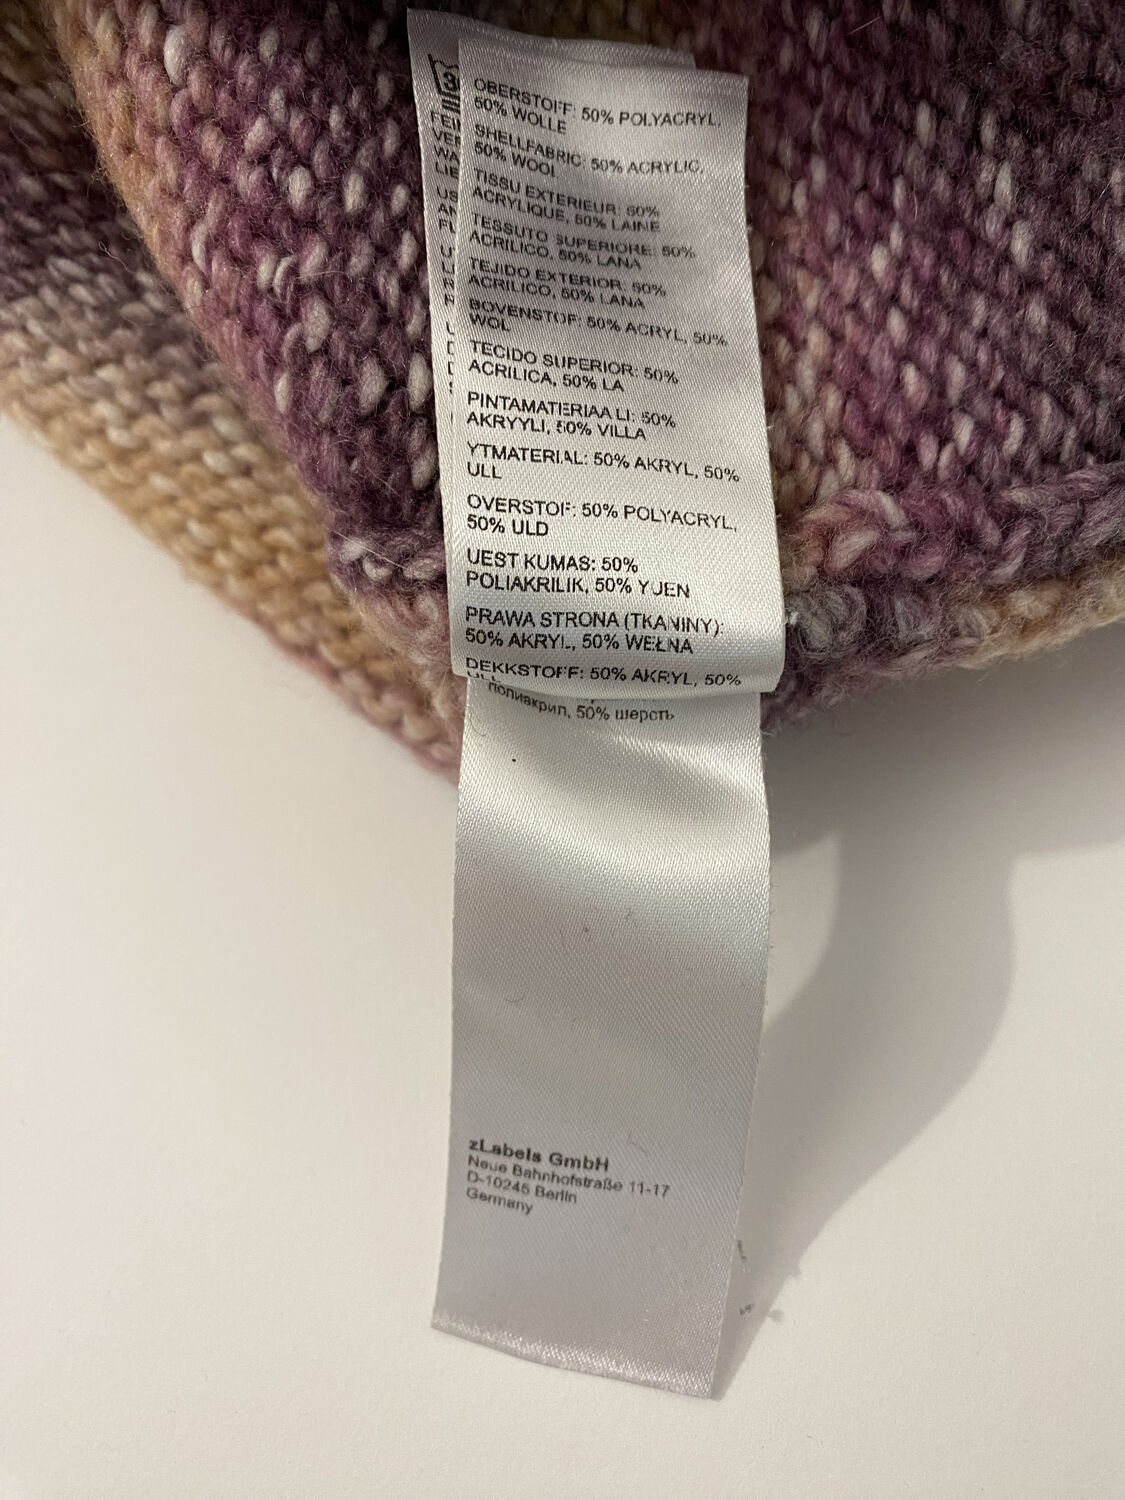 OBERSTOFF: 50% POLYACRYL,
50% WOLLE
SHELLFABRIC: 50% ACRYLIC,
50% WOOL
TISSU EXTERIEUR: 50%
ACRYLIQUE, 50% LAINE
TESSUTO SUPERIORE: 50%
ACRILICO, 50% LANA
TEJIDO EXTERIOR: 50%
ACRILICO, 50% LANA
BOVENSTOF: 50% ACRYL, 50%
WOL
TECIDO SUPERIOR: 50%
ACRILICA, 50% LA
PINTAMATERIAALI: 50%
AKRYYLI, 50% VILLA
YTMATERIAL: 50% AKRYL, 50%
ULL
OVERSTOF: 50% POLYACRYL,
50% ULD
UEST KUMAS: 50%
POLIAKRILIK, 50% YUEN
PRAWA STRONA (TKANINY):
50% AKRYL, 50% WEŁNA
DEKKSTOFF: 50% AKRYL, 50%
ULL
полиакрил, 50% шерсть
zLabels GmbH
Neue Bahnhofstraße 11-17
D-10245 Berlin
Germany